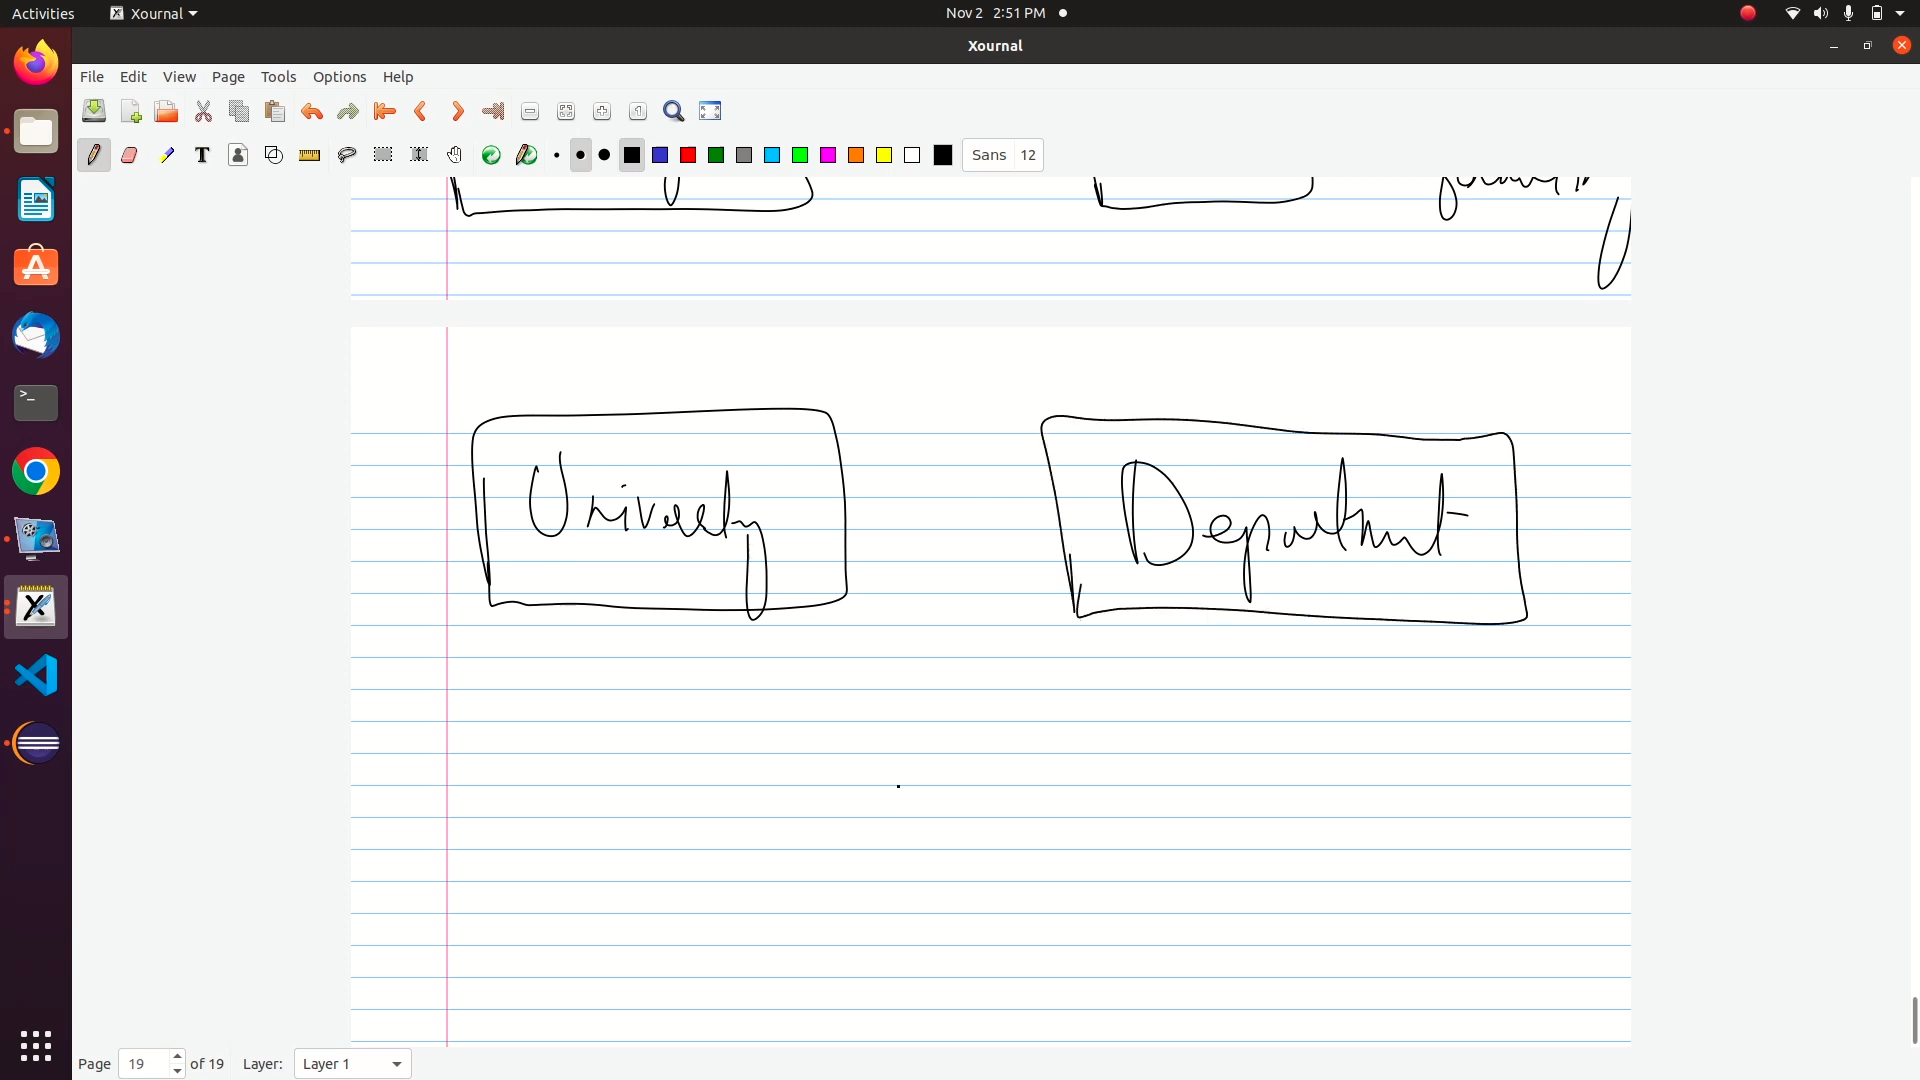 Activities Xournal Nov 2 2:51 PM
Xournal
File Edit View Page Tools Options Help
T Sans 12
University Department
Page 19 of 19 Layer: Layer 1